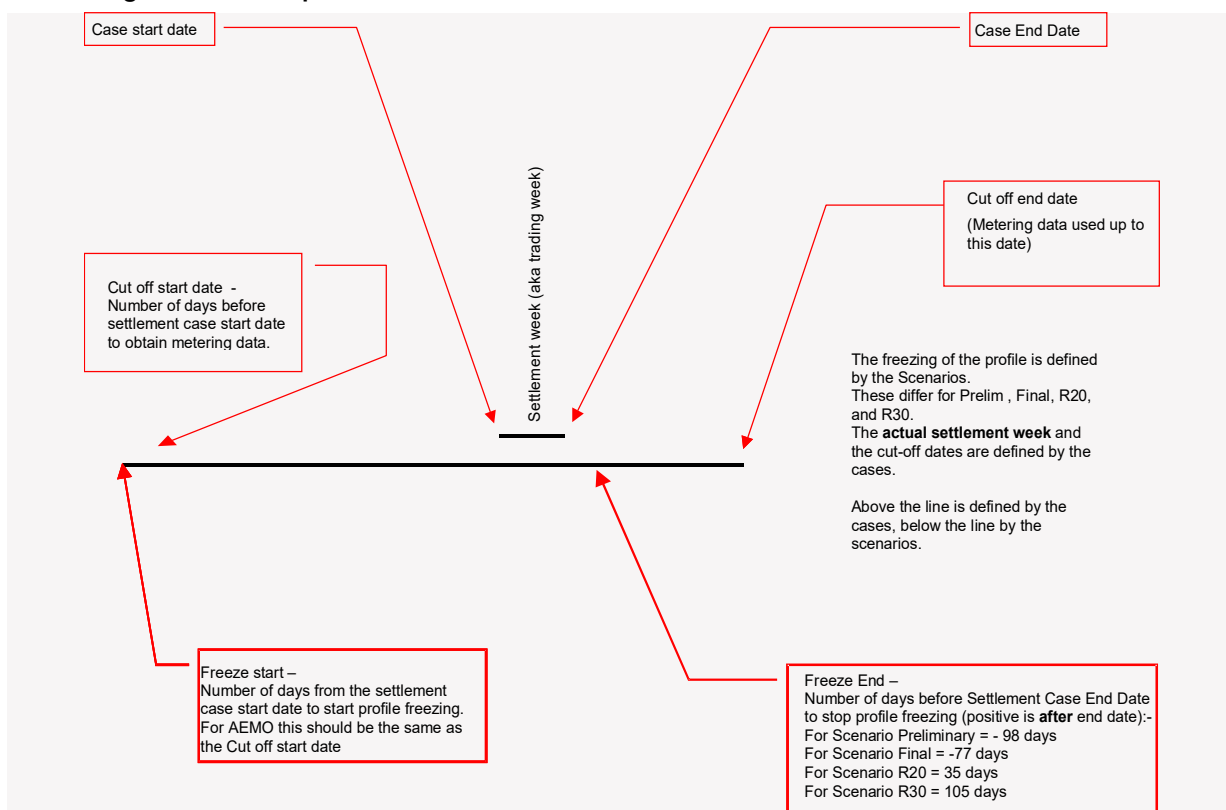 Case start date
Case End Date
Settlement week (aka trading week)
Cut off end date
(Metering data used up to
this date)
Cut off start date -
Number of days before
settlement case start date
to obtain metering data.
The freezing of the profile is defined
by the Scenarios.
These differ for Prelim , Final, R20,
and R30.
The actual settlement week and
the cut-off dates are defined by the
cases.
Above the line is defined by the
cases, below the line by the
scenarios.
Freeze start –
Number of days from the settlement
case start date to start profile freezing.
For AEMO this should be the same as
the Cut off start date
Freeze End –
Number of days before Settlement Case End Date
to stop profile freezing (positive is after end date):-
For Scenario Preliminary = - 98 days
For Scenario Final = -77 days
For Scenario R20 = 35 days
For Scenario R30 = 105 days